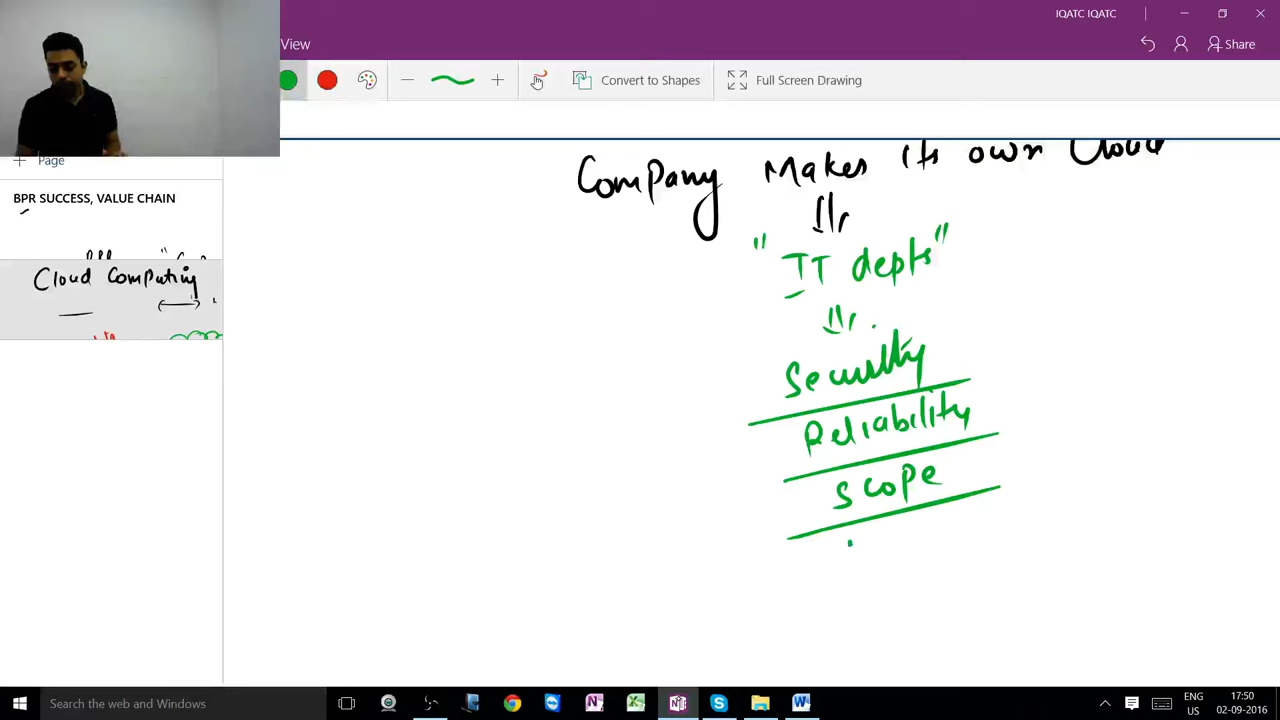 IQATC IQATC
View
Share
Convert to Shapes
Full Screen Drawing
Page
BPR SUCCESS, VALUE CHAIN
Cloud Computing
Company Makes its own Cloud
"IT depts"
Security
Reliability
Scope
Search the web and Windows
ENG
US
17:50
02-09-2016